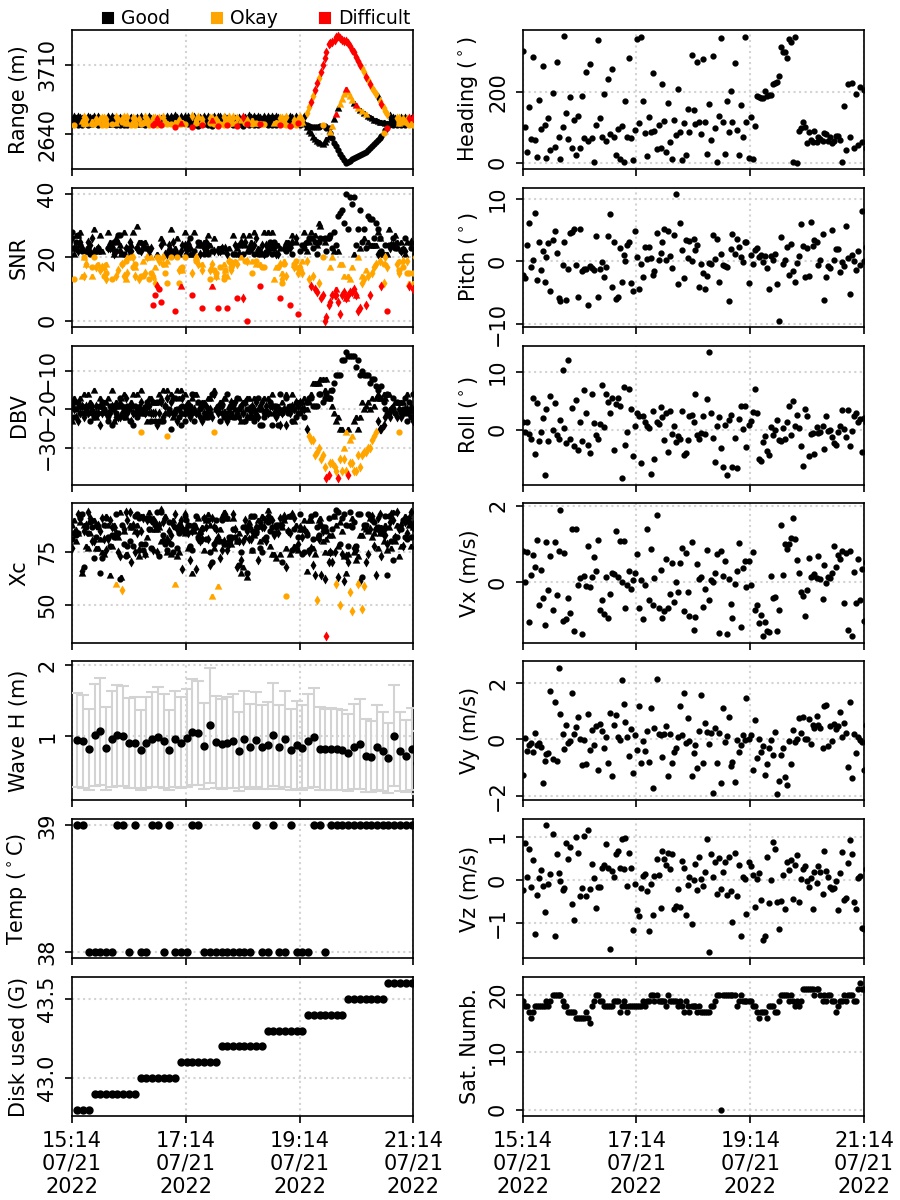 Good Okay Difficult
Range (m)
3710
2640
Heading ( ° )
200
0
SNR
40
20
0
Pitch ( ° )
10
0
−10
DBV
−10
−20
−30
Roll ( ° )
10
0
Xc
75
50
Vx (m/s)
2
0
Wave H (m)
2
1
Vy (m/s)
2
0
−2
Temp ( ° C)
39
38
Vz (m/s)
1
0
−1
Disk used (G)
43.5
43.0
Sat. Numb.
20
10
0
15:14 17:14 19:14 21:14 15:14 17:14 19:14 21:14
07/21 07/21 07/21 07/21 07/21 07/21 07/21 07/21
2022 2022 2022 2022 2022 2022 2022 2022